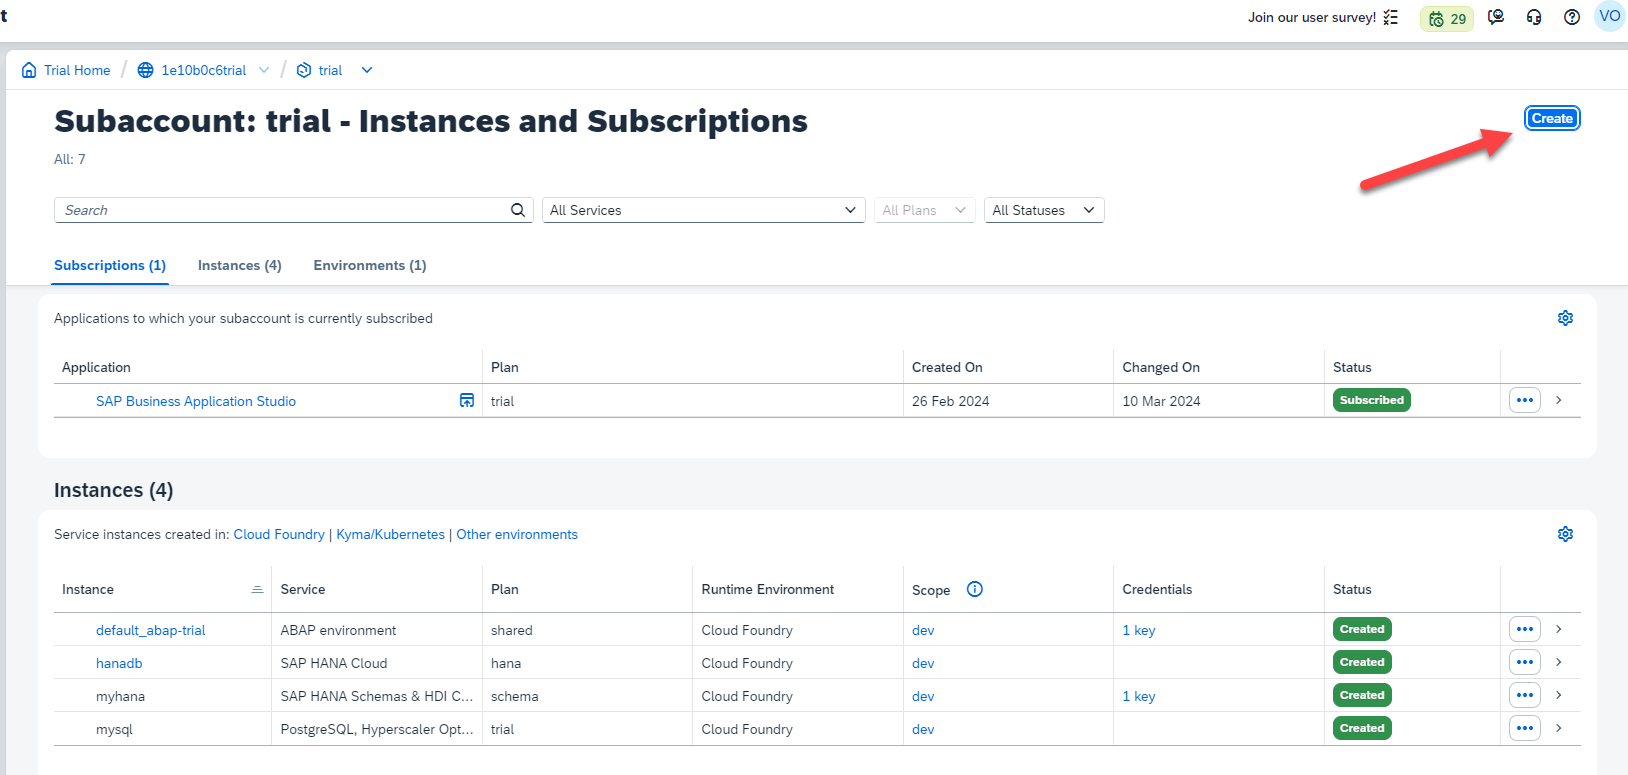 t
Join our user survey! 29 VO
Trial Home / 1e10b0c6trial / trial
Subaccount: trial - Instances and Subscriptions
Create
All: 7
Search All Services All Plans All Statuses
Subscriptions (1) Instances (4) Environments (1)
Applications to which your subaccount is currently subscribed
Application Plan Created On Changed On Status
SAP Business Application Studio trial 26 Feb 2024 10 Mar 2024 Subscribed
Instances (4)
Service instances created in: Cloud Foundry | Kyma/Kubernetes | Other environments
Instance Service Plan Runtime Environment Scope Credentials Status
default_abap-trial ABAP environment shared Cloud Foundry dev 1 key Created
hanadb SAP HANA Cloud hana Cloud Foundry dev Created
myhana SAP HANA Schemas & HDI C... schema Cloud Foundry dev 1 key Created
mysql PostgreSQL, Hyperscaler Opt... trial Cloud Foundry dev Created